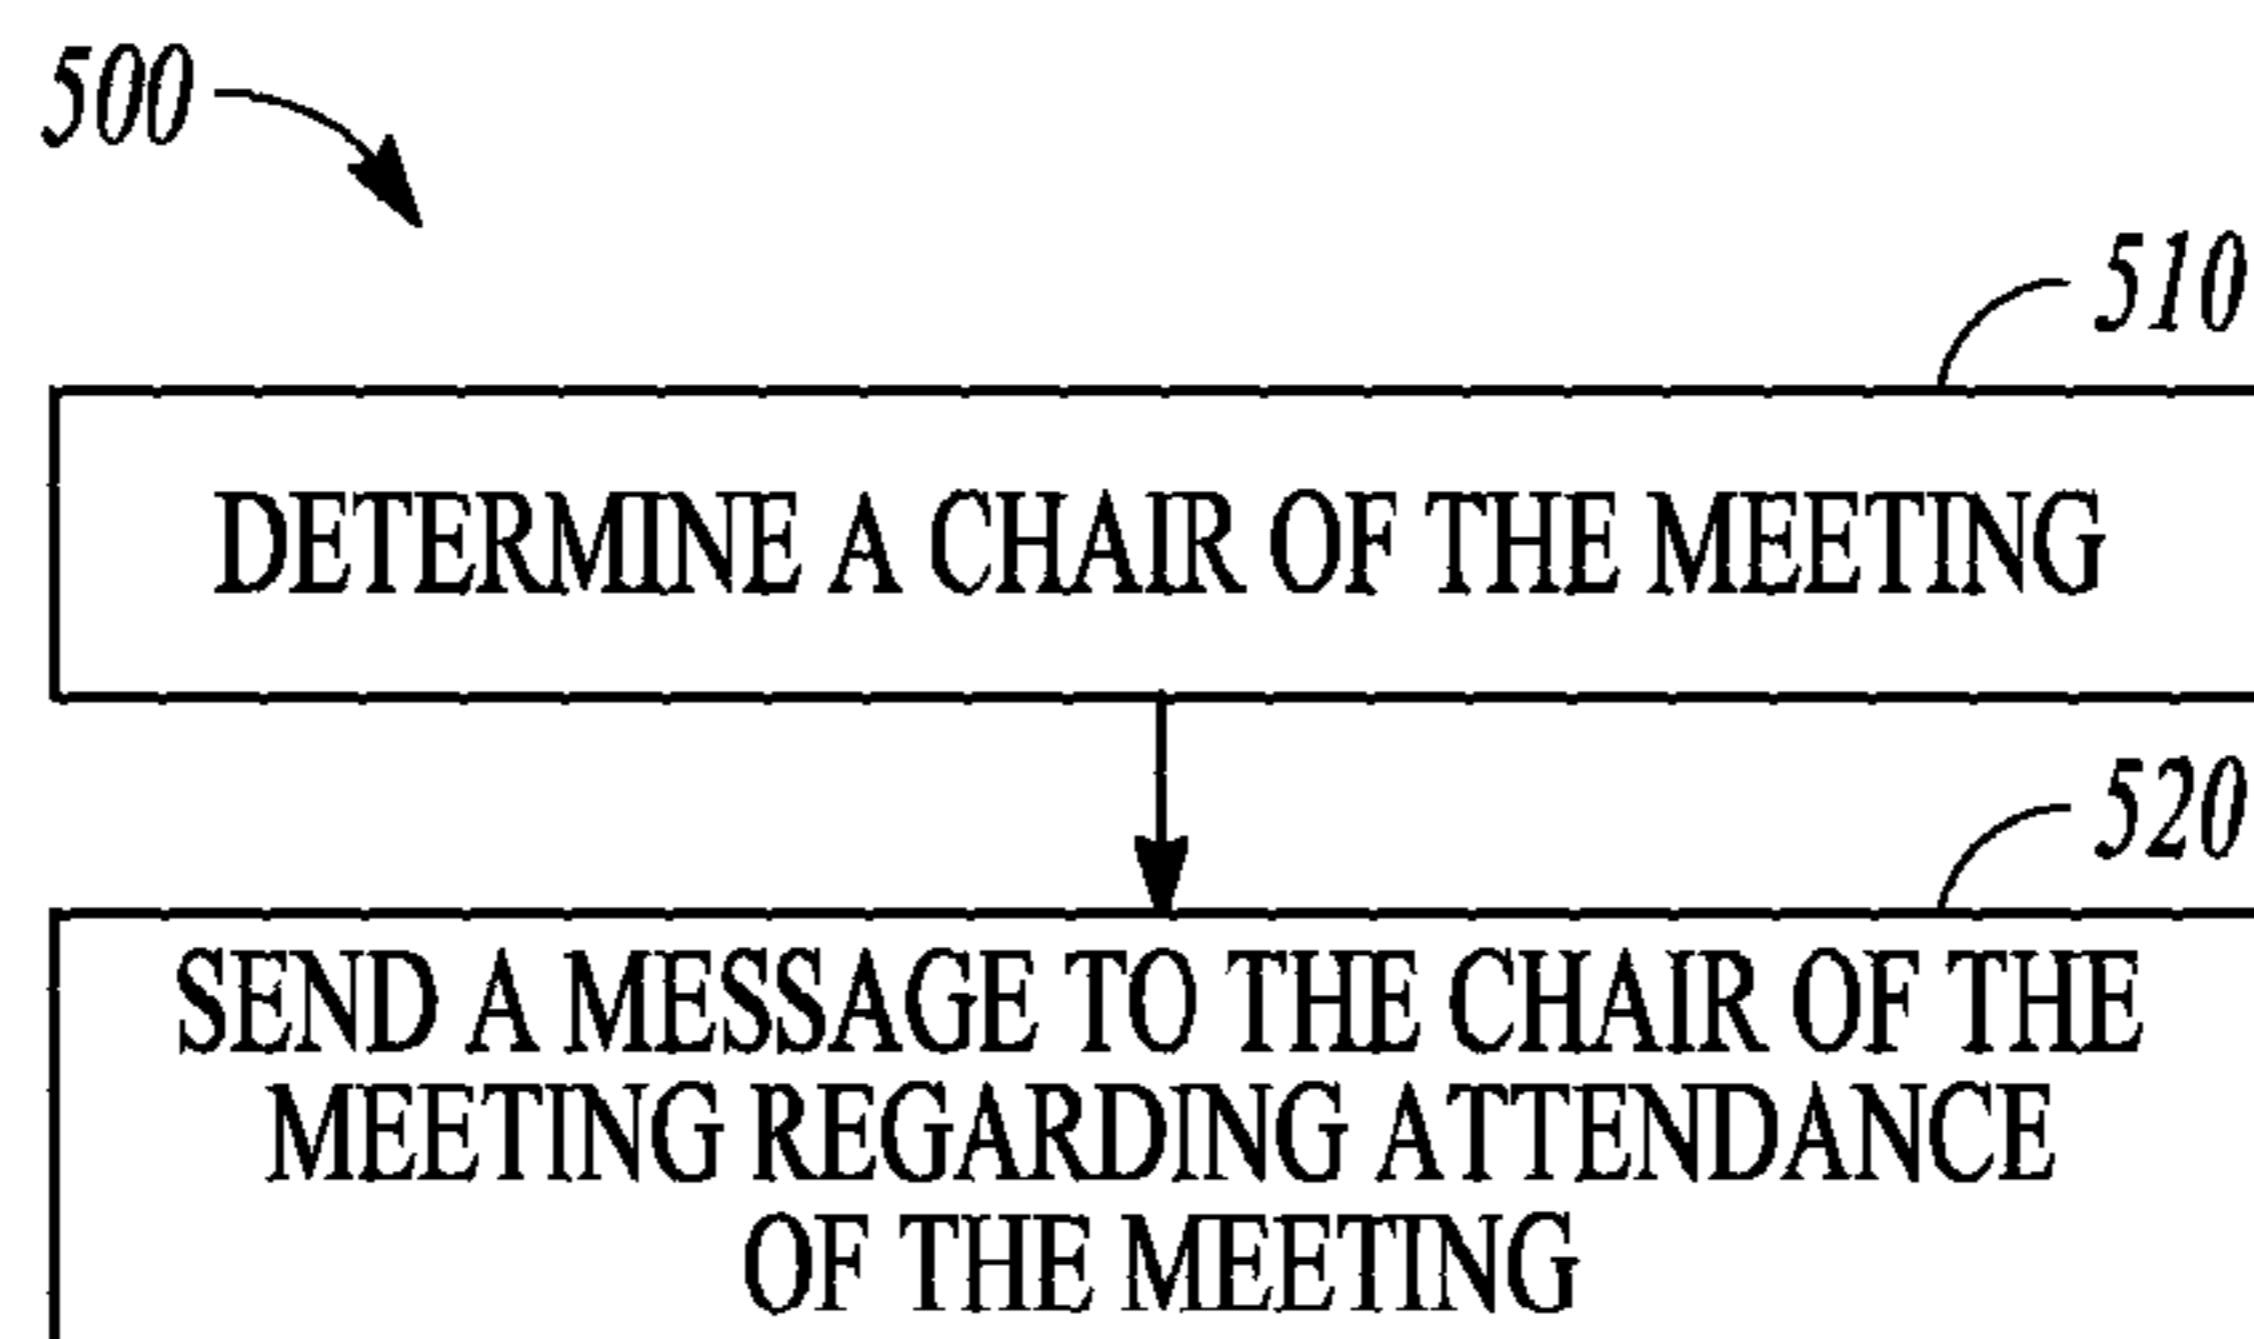 500
510
DETERMINE A CHAIR OF THE MEETING
520
SEND A MESSAGE TO THE CHAIR OF THE
MEETING REGARDING ATTENDANCE
OF THE MEETING